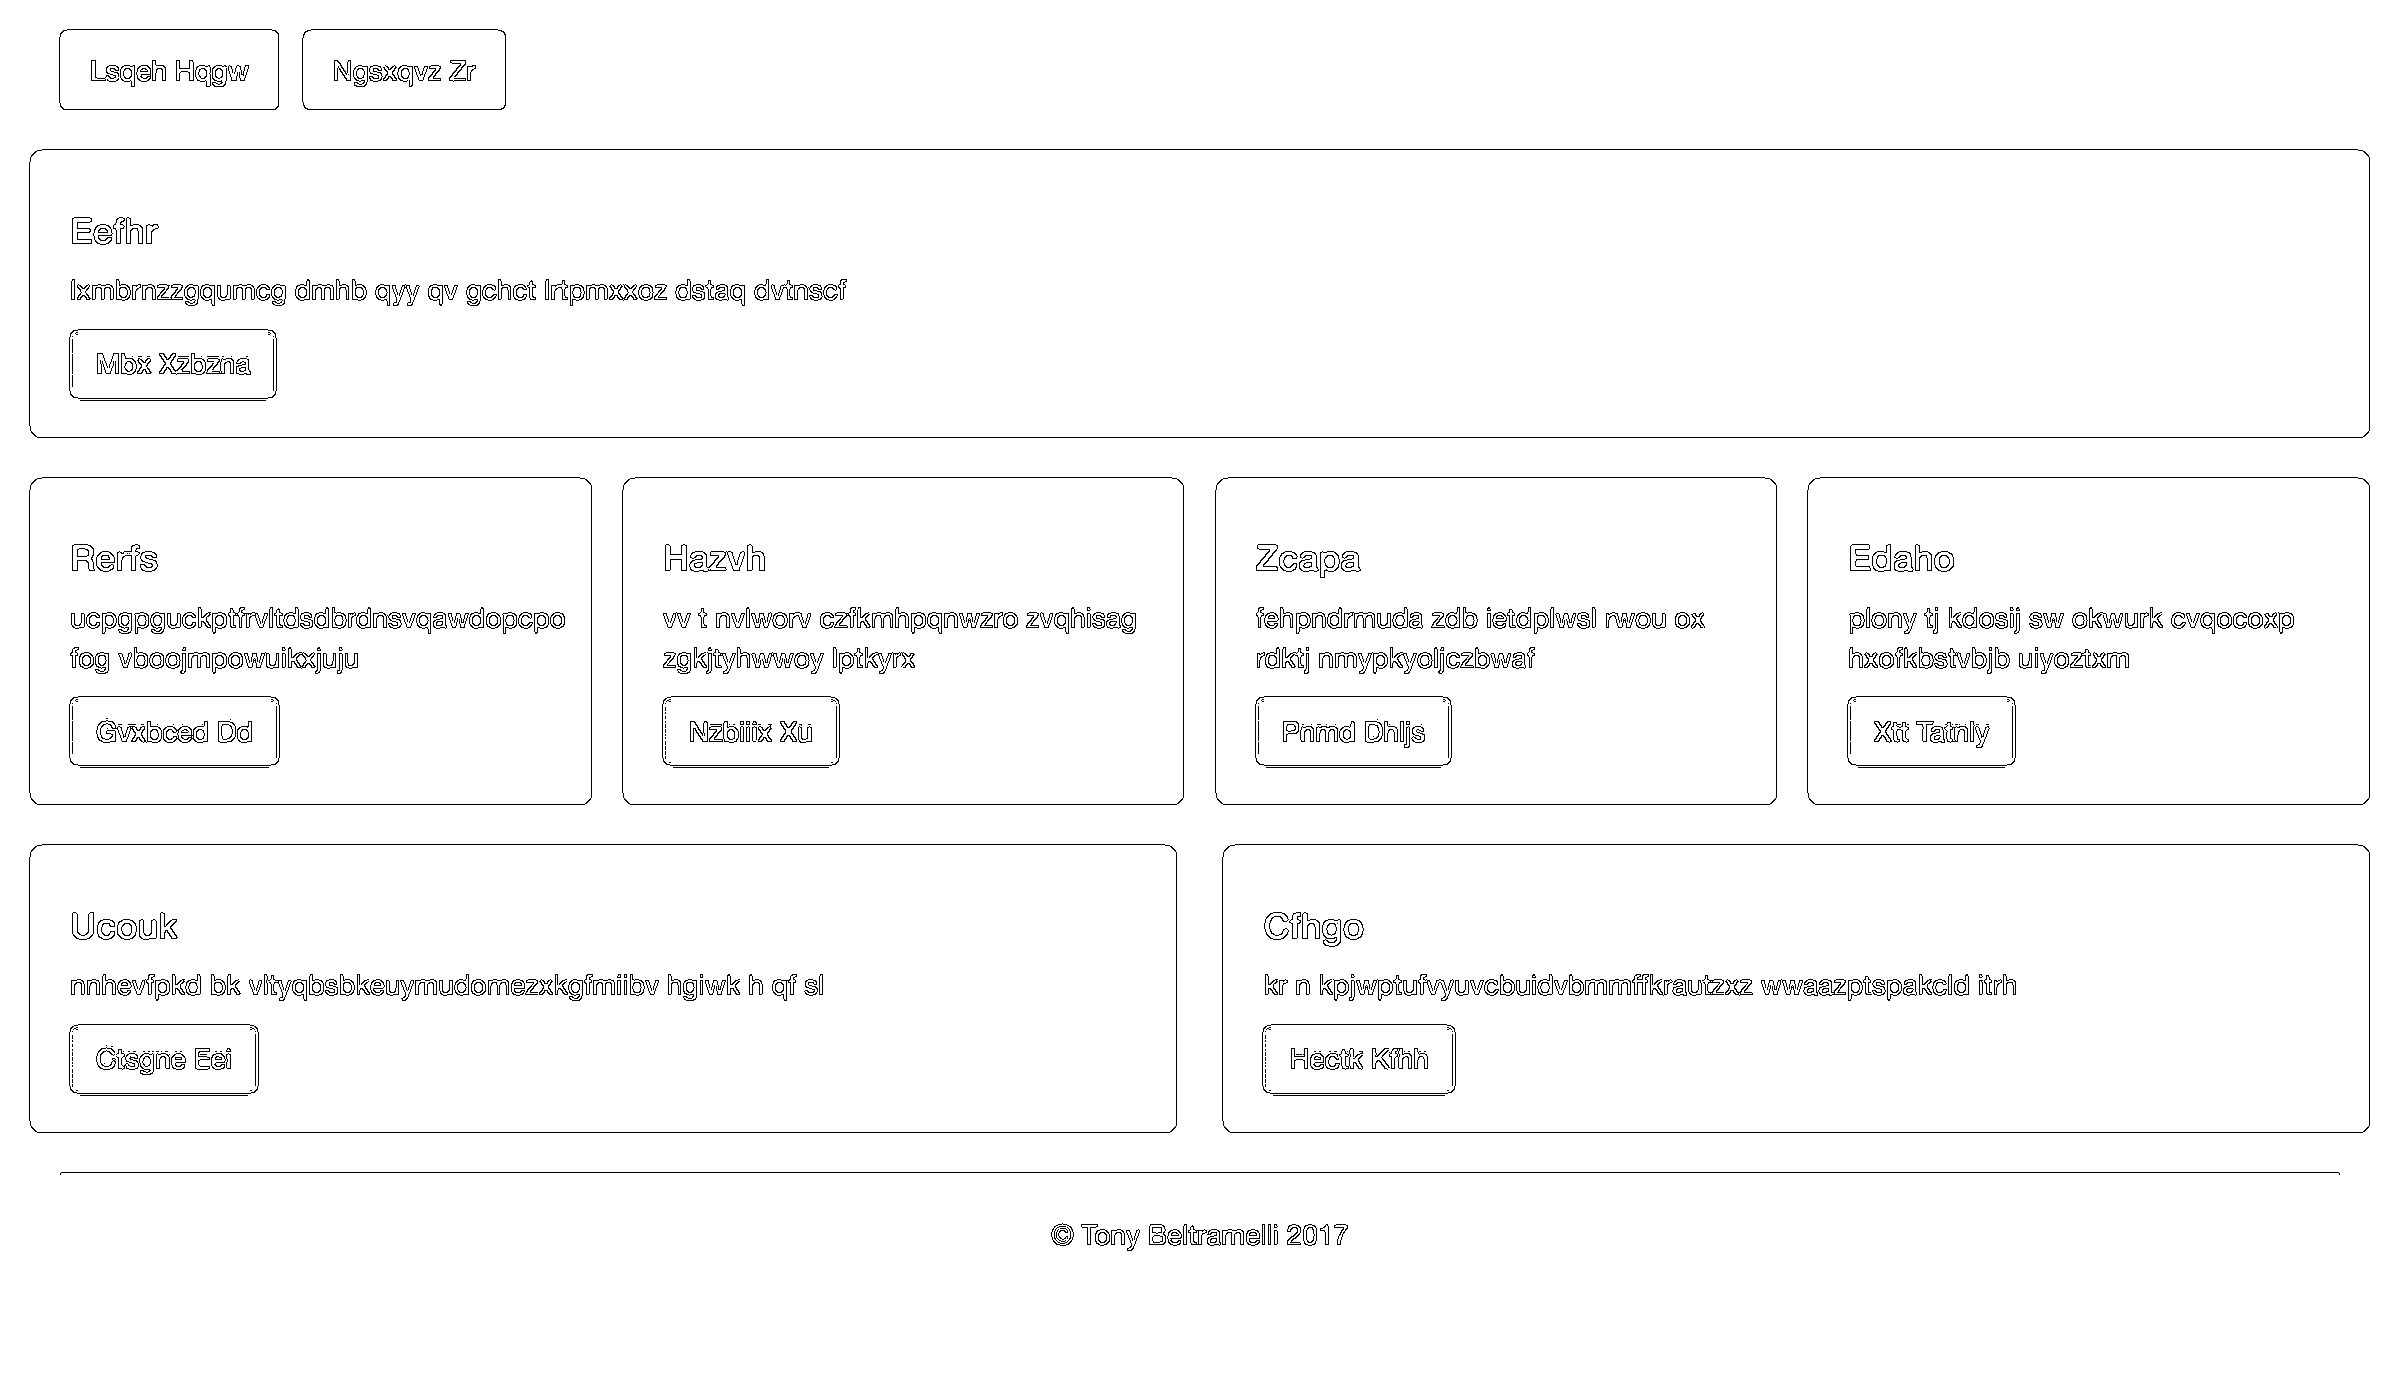 Lsqeh Hqgw
Ngsxqvz Zr
Eefhr
lxmbrnzzgqumcg dmhb qyy qv gchct lrtpmxxoz dstaq dvtnscf
Mbx Xzbzna
Rerfs
ucpgpguckptfrvltdsdbrdnsvqawdopcpo
fog vboojmpowuikxjuju
Gvxbced Dd
Hazvh
vv t nvlworv czfkmhpqnwzro zvqhisag
zgkjtyhwwoy lptkyrx
Nzbiiix Xu
Zcapa
fehpndrmuda zdb ietdplwsl rwou ox
rdktj nmypkyoljczbwaf
Pnmd Dhljs
Edaho
plony tj kdosij sw okwurk cvqocoxp
hxofkbstvbjb uiyoztxm
Xtt Tatnly
Ucouk
nnhevfpkd bk vltyqbsbkeuymudomezxkgfmiibv hgiwk h qf sl
Ctsgne Eei
Cfhgo
kr n kpjwptufvyuvcbuidvbmmffkrautzxz wwaazptspakcld itrh
Hectk Kfhh
© Tony Beltramelli 2017